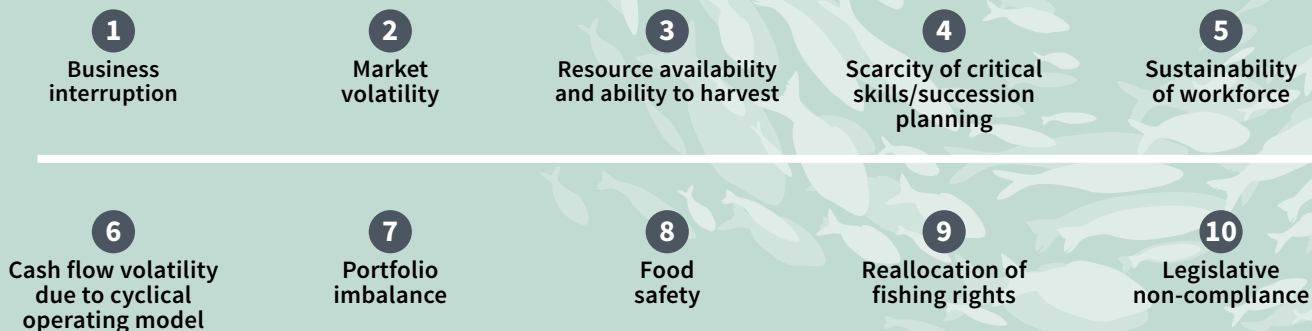 1
Business
interruption
2
Market
volatility
3
Resource availability
and ability to harvest
4
Scarcity of critical
skills/succession
planning
5
Sustainability
of workforce
6
Cash flow volatility
due to cyclical
operating model
7
Portfolio
imbalance
8
Food
safety
9
Reallocation of
fishing rights
10
Legislative
non-compliance